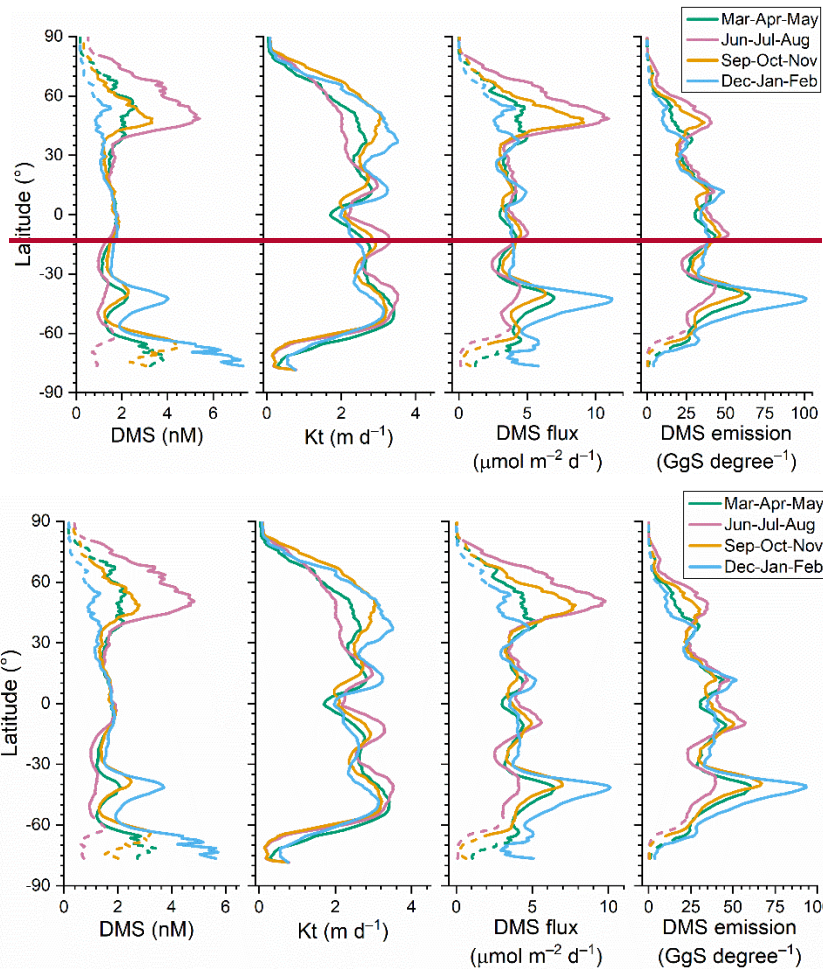 Mar-Apr-May
Jun-Jul-Aug
Sep-Oct-Nov
Dec-Jan-Feb
90
60
30
0
-30
-60
-90
Latitude (°)
0 2 4 6
0 2 4
0 5 10
0 25 50 75 100
DMS (nM)
Kt (m d⁻¹)
DMS flux
(μmol m⁻² d⁻¹)
DMS emission
(GgS degree⁻¹)
Mar-Apr-May
Jun-Jul-Aug
Sep-Oct-Nov
Dec-Jan-Feb
90
60
30
0
-30
-60
-90
Latitude (°)
0 2 4 6
0 2 4
0 5 10
0 25 50 75 100
DMS (nM)
Kt (m d⁻¹)
DMS flux
(μmol m⁻² d⁻¹)
DMS emission
(GgS degree⁻¹)